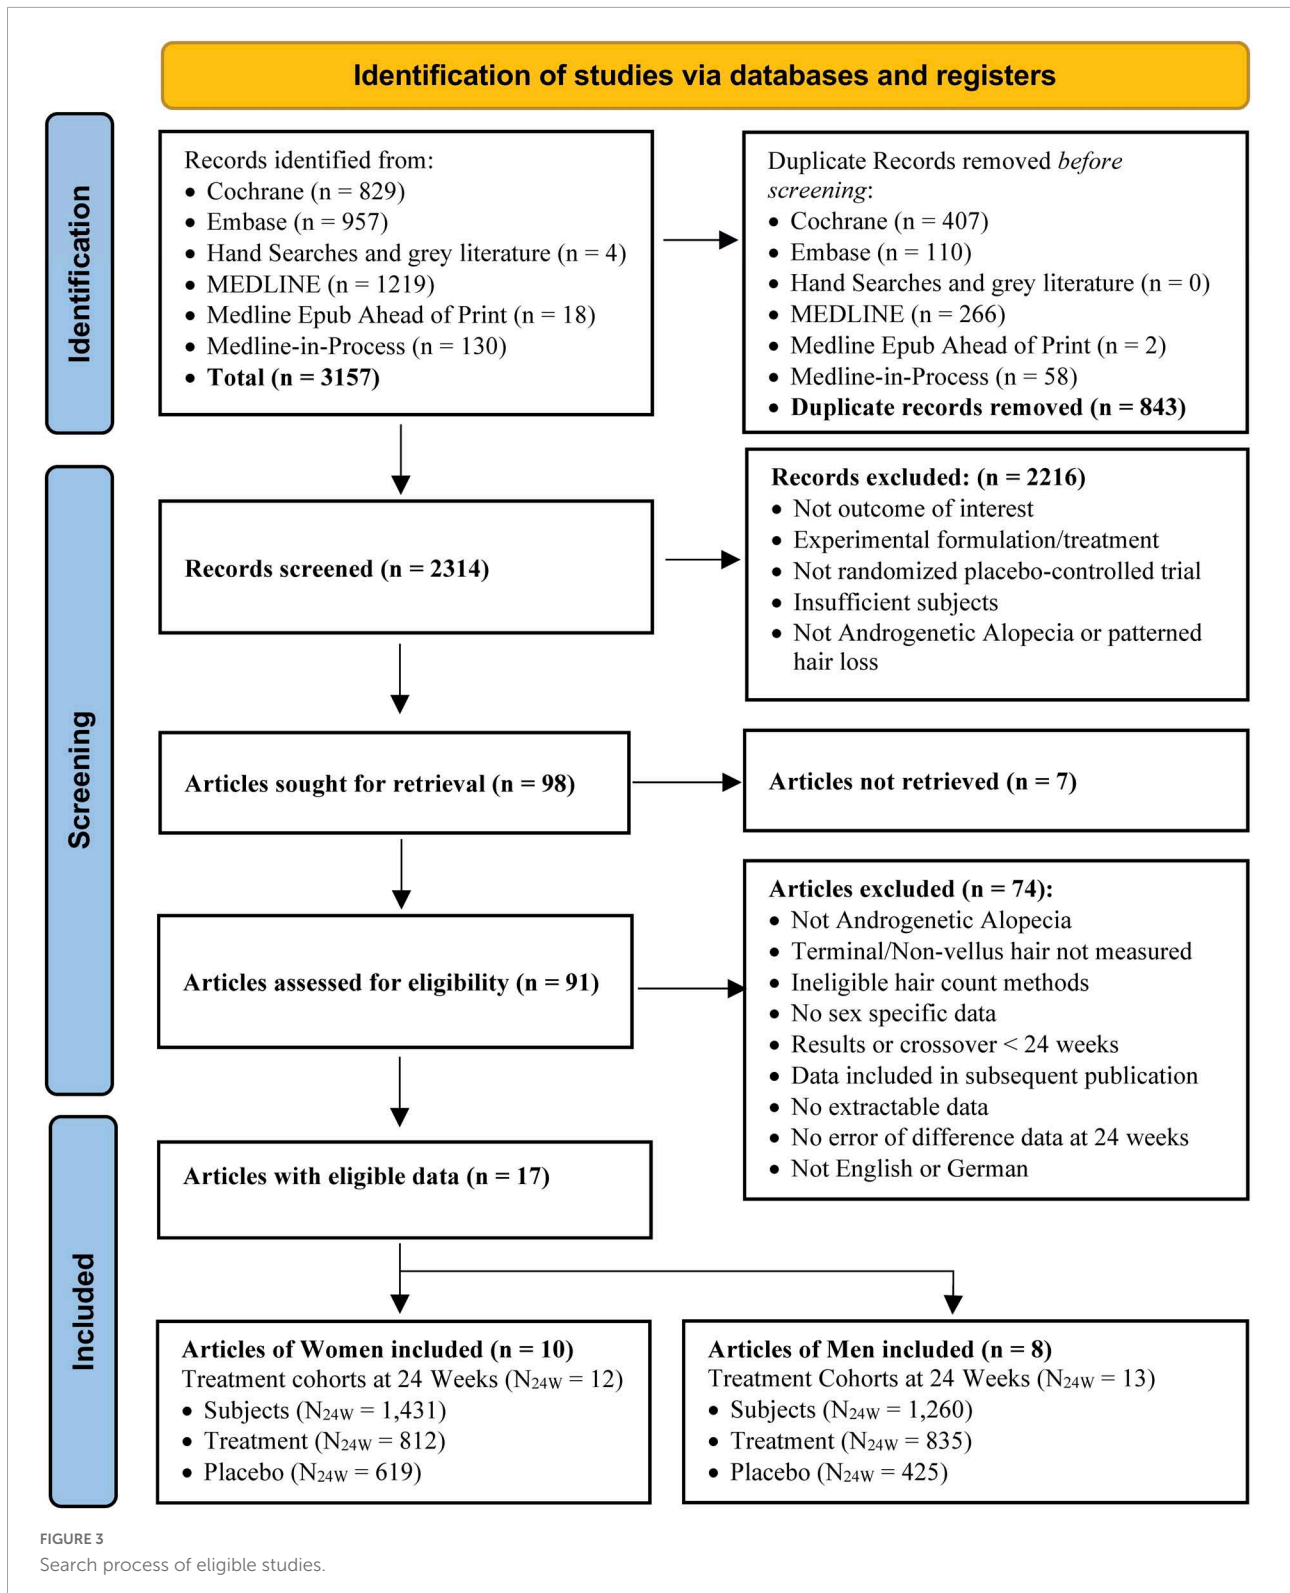 Identification of studies via databases and registers
Identification
Records identified from:
• Cochrane (n = 829)
• Embase (n = 957)
• Hand Searches and grey literature (n = 4)
• MEDLINE (n = 1219)
• Medline Epub Ahead of Print (n = 18)
• Medline-in-Process (n = 130)
• Total (n = 3157)
Duplicate Records removed before
screening:
• Cochrane (n = 407)
• Embase (n = 110)
• Hand Searches and grey literature (n = 0)
• MEDLINE (n = 266)
• Medline Epub Ahead of Print (n = 2)
• Medline-in-Process (n = 58)
• Duplicate records removed (n = 843)
Screening
Records screened (n = 2314)
Records excluded: (n = 2216)
• Not outcome of interest
• Experimental formulation/treatment
• Not randomized placebo-controlled trial
• Insufficient subjects
• Not Androgenetic Alopecia or patterned
hair loss
Articles sought for retrieval (n = 98)
Articles not retrieved (n = 7)
Articles assessed for eligibility (n = 91)
Articles excluded (n = 74):
• Not Androgenetic Alopecia
• Terminal/Non-vellus hair not measured
• Ineligible hair count methods
• No sex specific data
• Results or crossover < 24 weeks
• Data included in subsequent publication
• No extractable data
• No error of difference data at 24 weeks
• Not English or German
Included
Articles with eligible data (n = 17)
Articles of Women included (n = 10)
Treatment cohorts at 24 Weeks (N24W = 12)
• Subjects (N24W = 1,431)
• Treatment (N24W = 812)
• Placebo (N24W = 619)
Articles of Men included (n = 8)
Treatment Cohorts at 24 Weeks (N24W = 13)
• Subjects (N24W = 1,260)
• Treatment (N24W = 835)
• Placebo (N24W = 425)
FIGURE 3
Search process of eligible studies.